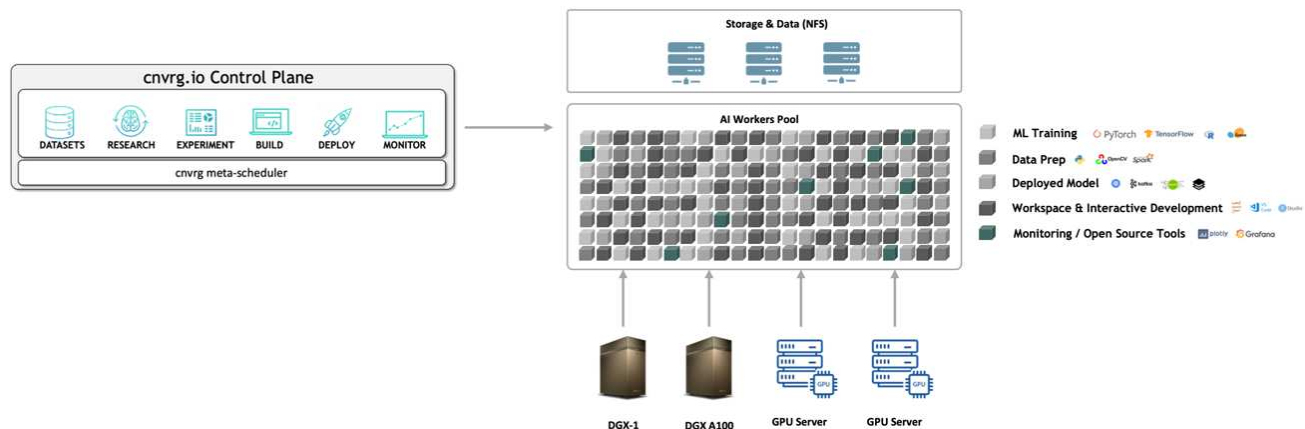 Storage & Data (NFS)
cnvrg.io Control Plane
DATASETS RESEARCH EXPERIMENT BUILD DEPLOY MONITOR
cnvrg meta-scheduler
AI Workers Pool
ML Training PyTorch TensorFlow R
Data Prep OpenCV Spark
Deployed Model kafka
Workspace & Interactive Development Studio
Monitoring / Open Source Tools plotly Grafana
GPU GPU
DGX-1 DGX A100 GPU Server GPU Server